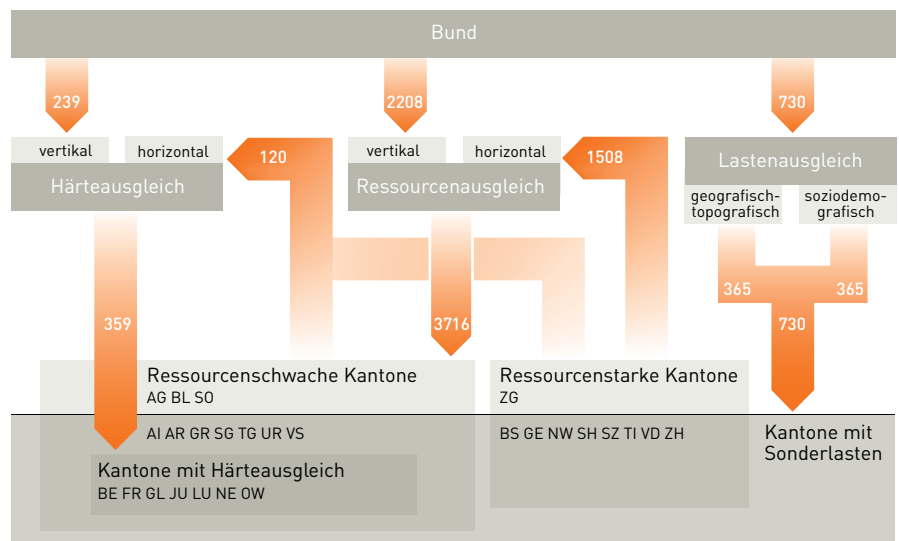 Bund
239
2208
730
vertikal
horizontal
120
vertikal
horizontal
1508
Härteausgleich
Ressourcenausgleich
Lastenausgleich
geografisch-
topografisch
soziodemo-
grafisch
359
3716
365
365
730
Ressourcenschwache Kantone
AG BL SO
Ressourcenstarke Kantone
ZG
AI AR GR SG TG UR VS
BS GE NW SH SZ TI VD ZH
Kantone mit
Sonderlasten
Kantone mit Härteausgleich
BE FR GL JU LU NE OW